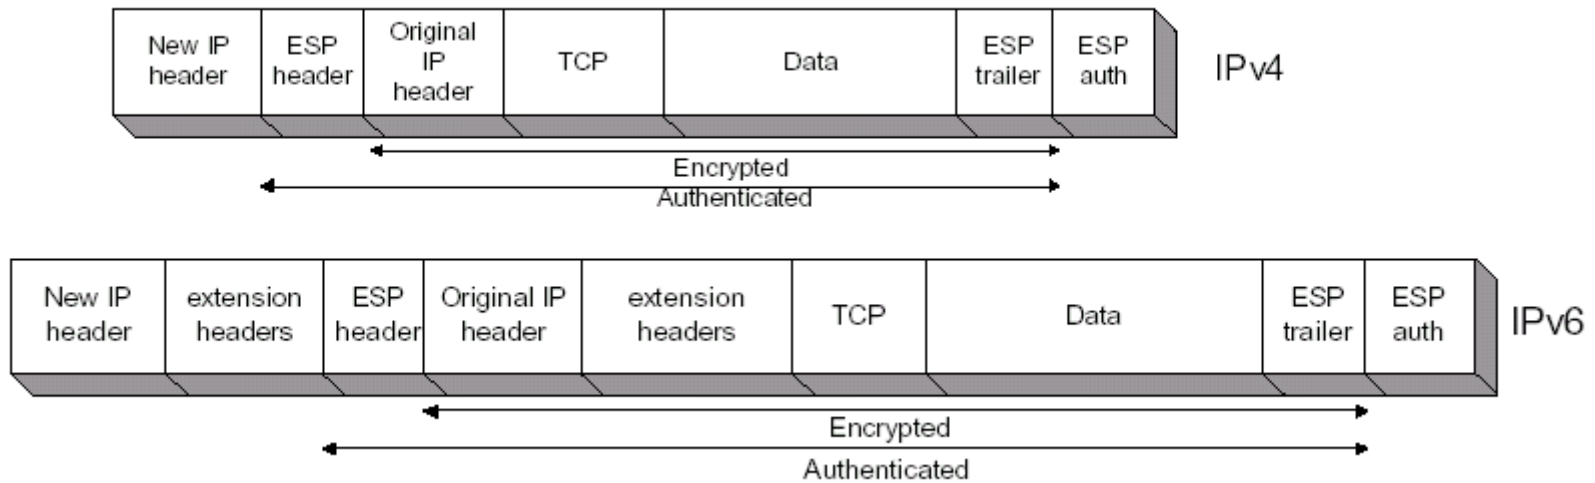 New IP
header
ESP
header
Original
IP
header
TCP
Data
ESP
trailer
ESP
auth
IPv4
Encrypted
Authenticated
New IP
header
extension
headers
ESP
header
Original IP
header
extension
headers
TCP
Data
ESP
trailer
ESP
auth
IPv6
Encrypted
Authenticated